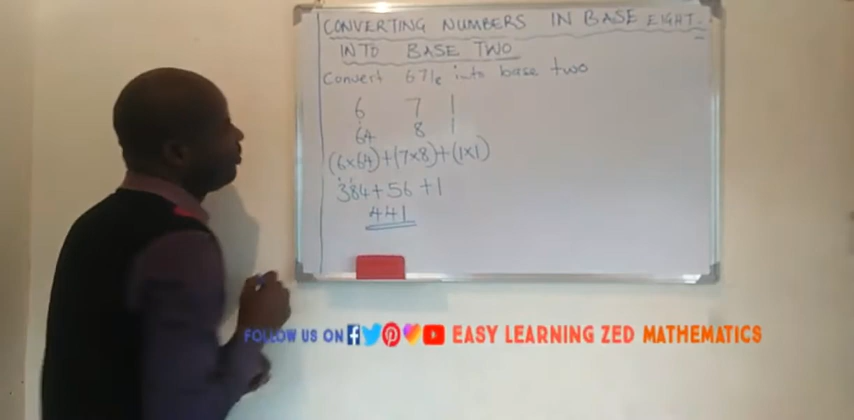 CONVERTING NUMBERS IN BASE EIGHT.
INTO BASE TWO
Convert 671₈ into base two
6 7 1
64 8 1
(6×64)+(7×8)+(1×1)
384+56+1
441
FOLLOW US ON EASY LEARNING ZED MATHEMATICS